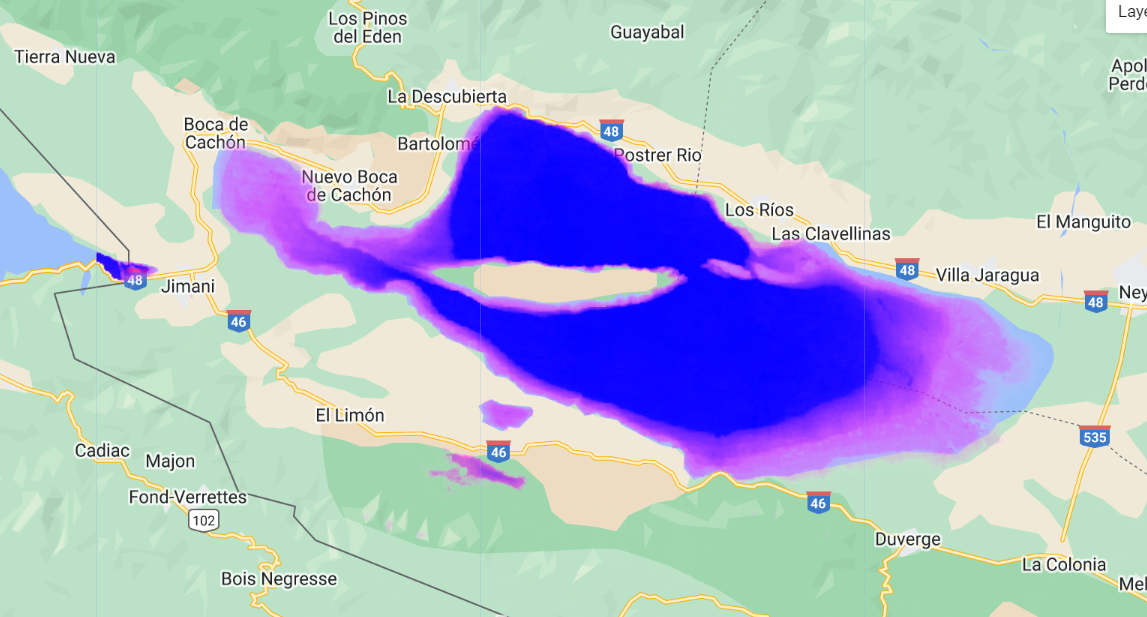 Laye
Los Pinos
del Eden
Guayabal
Tierra Nueva
Apol
Perd
La Descubierta
Boca de
Cachón
48
Bartolome
Postrer Rio
Nuevo Boca
de Cachón
Los Ríos
El Manguito
Las Clavellinas
48
Villa Jaragua
48
Jimani
Ney
48
46
El Limón
535
Cadiac
Majon
46
Fond-Verrettes
46
102
Duverge
La Colonia
Bois Negresse
Mel